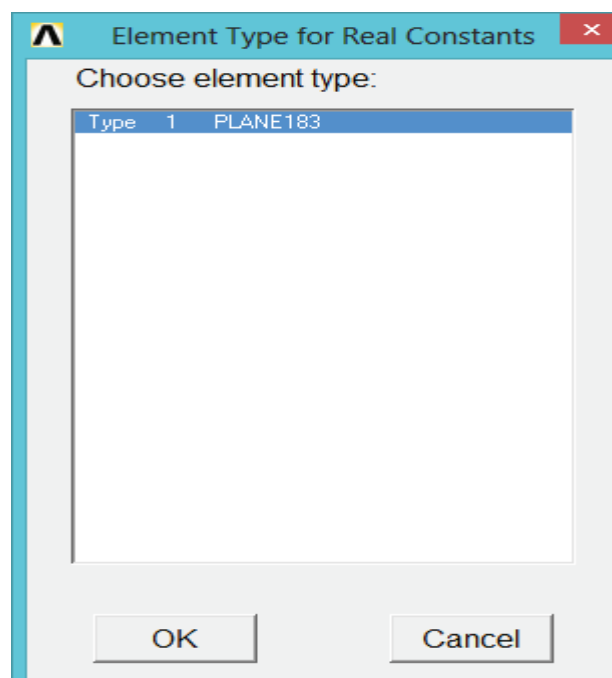 Element Type for Real Constants
Choose element type:
Type 1 PLANE183
OK Cancel